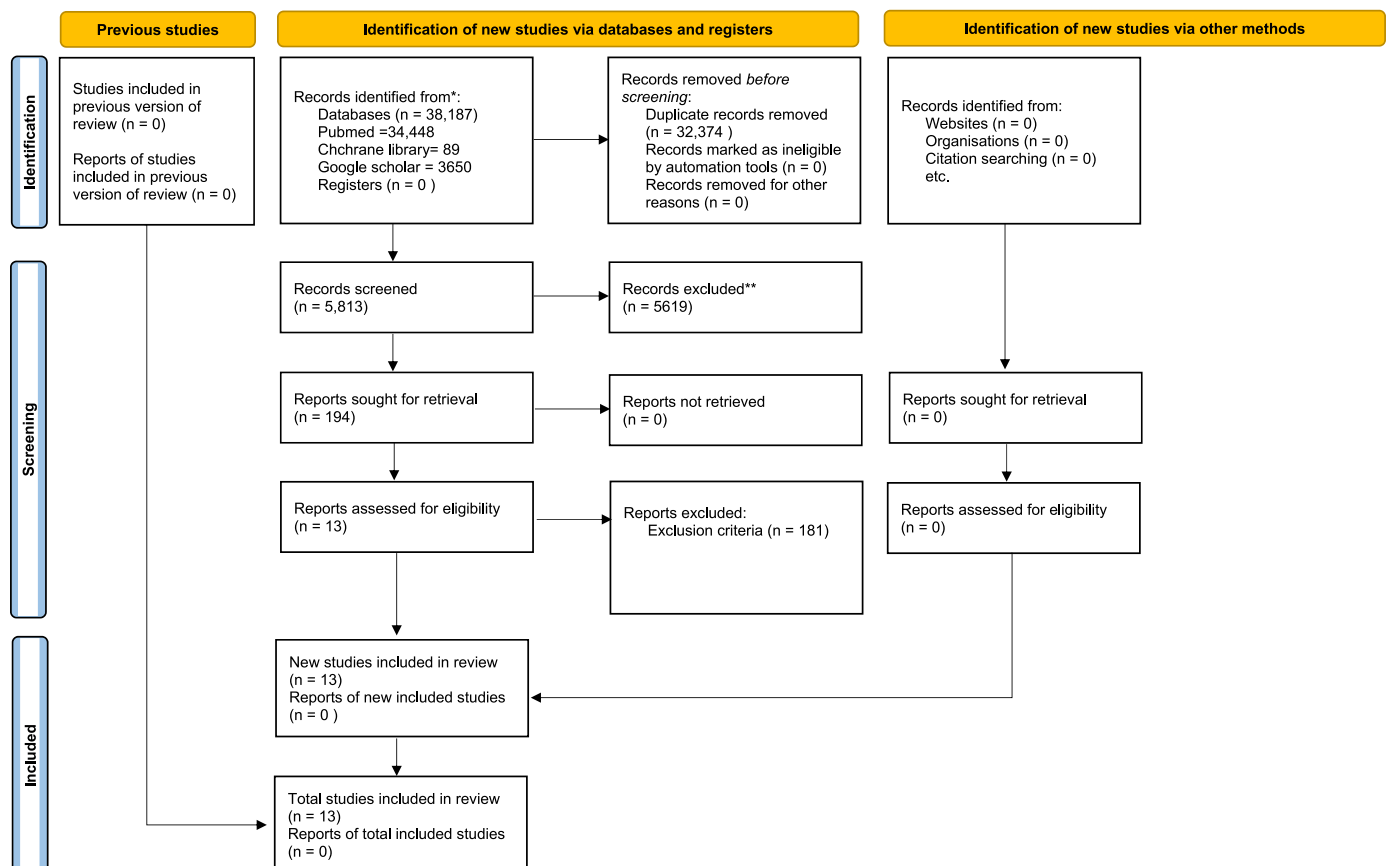 Previous studies
Identification of new studies via databases and registers
Identification of new studies via other methods
Identification
Studies included in
previous version of
review (n = 0)
Reports of studies
included in previous
version of review (n = 0)
Records identified from*:
Databases (n = 38,187)
Pubmed =34,448
Chchrane library= 89
Google scholar = 3650
Registers (n = 0 )
Records removed before
screening:
Duplicate records removed
(n = 32,374 )
Records marked as ineligible
by automation tools (n = 0)
Records removed for other
reasons (n = 0)
Records identified from:
Websites (n = 0)
Organisations (n = 0)
Citation searching (n = 0)
etc.
Screening
Records screened
(n = 5,813)
Records excluded**
(n = 5619)
Reports sought for retrieval
(n = 194)
Reports not retrieved
(n = 0)
Reports sought for retrieval
(n = 0)
Reports assessed for eligibility
(n = 13)
Reports excluded:
Exclusion criteria (n = 181)
Reports assessed for eligibility
(n = 0)
Included
New studies included in review
(n = 13)
Reports of new included studies
(n = 0 )
Total studies included in review
(n = 13)
Reports of total included studies
(n = 0)